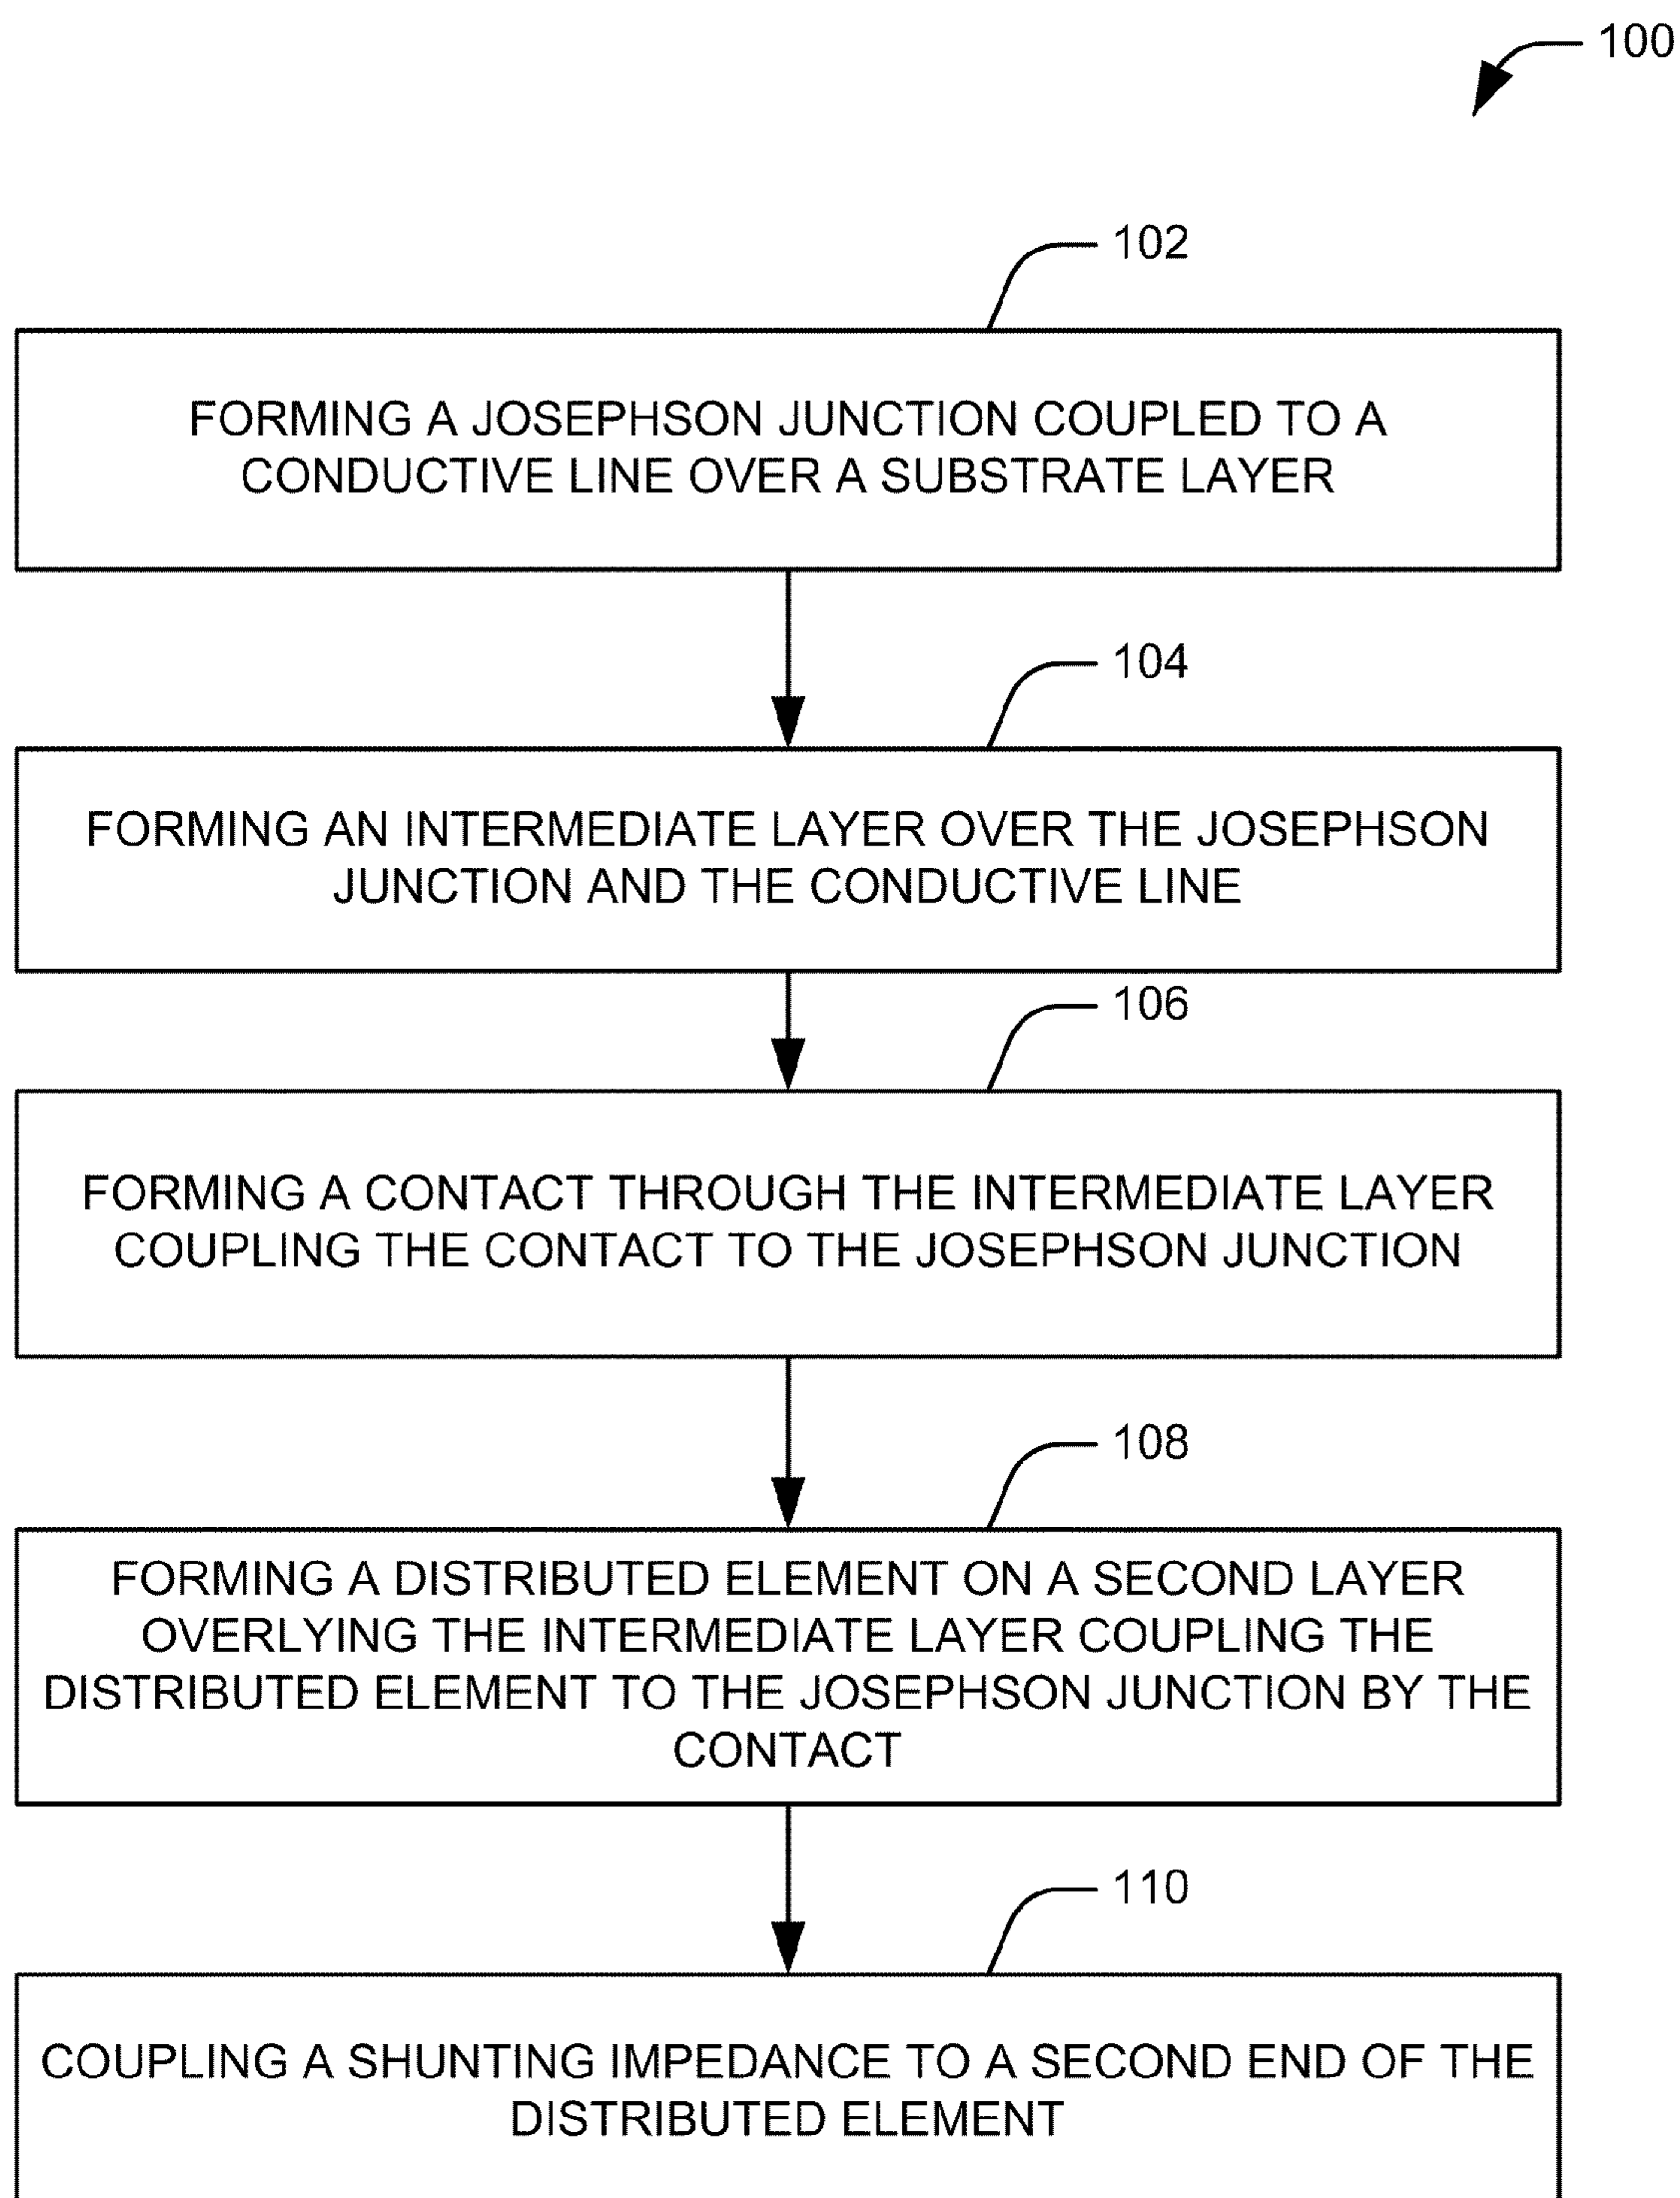 100
102
FORMING A JOSEPHSON JUNCTION COUPLED TO A
CONDUCTIVE LINE OVER A SUBSTRATE LAYER
104
FORMING AN INTERMEDIATE LAYER OVER THE JOSEPHSON
JUNCTION AND THE CONDUCTIVE LINE
106
FORMING A CONTACT THROUGH THE INTERMEDIATE LAYER
COUPLING THE CONTACT TO THE JOSEPHSON JUNCTION
108
FORMING A DISTRIBUTED ELEMENT ON A SECOND LAYER
OVERLYING THE INTERMEDIATE LAYER COUPLING THE
DISTRIBUTED ELEMENT TO THE JOSEPHSON JUNCTION BY THE
CONTACT
110
COUPLING A SHUNTING IMPEDANCE TO A SECOND END OF THE
DISTRIBUTED ELEMENT